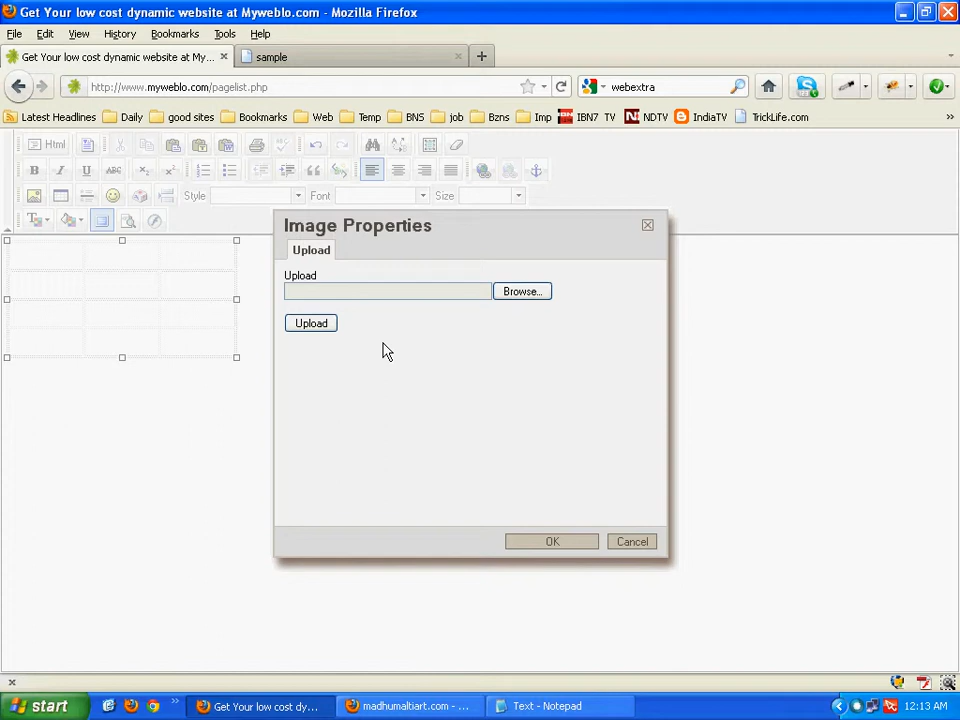 Get Your low cost dynamic website at Myweblo.com - Mozilla Firefox
File Edit View History Bookmarks Tools Help
Get Your low cost dynamic website at My... sample
http://www.myweblo.com/pagelist.php webextra
Latest Headlines Daily good sites Bookmarks Web Temp BNS job Bzns Imp IBN7 TV NDTV IndiaTV TrickLife.com »
Html
B I U ABC
Style Font Size
Image Properties
Upload
Upload
Browse...
Upload
OK Cancel
start » Get Your low cost dy... madhumaltiart.com - ... Text - Notepad 12:13 AM